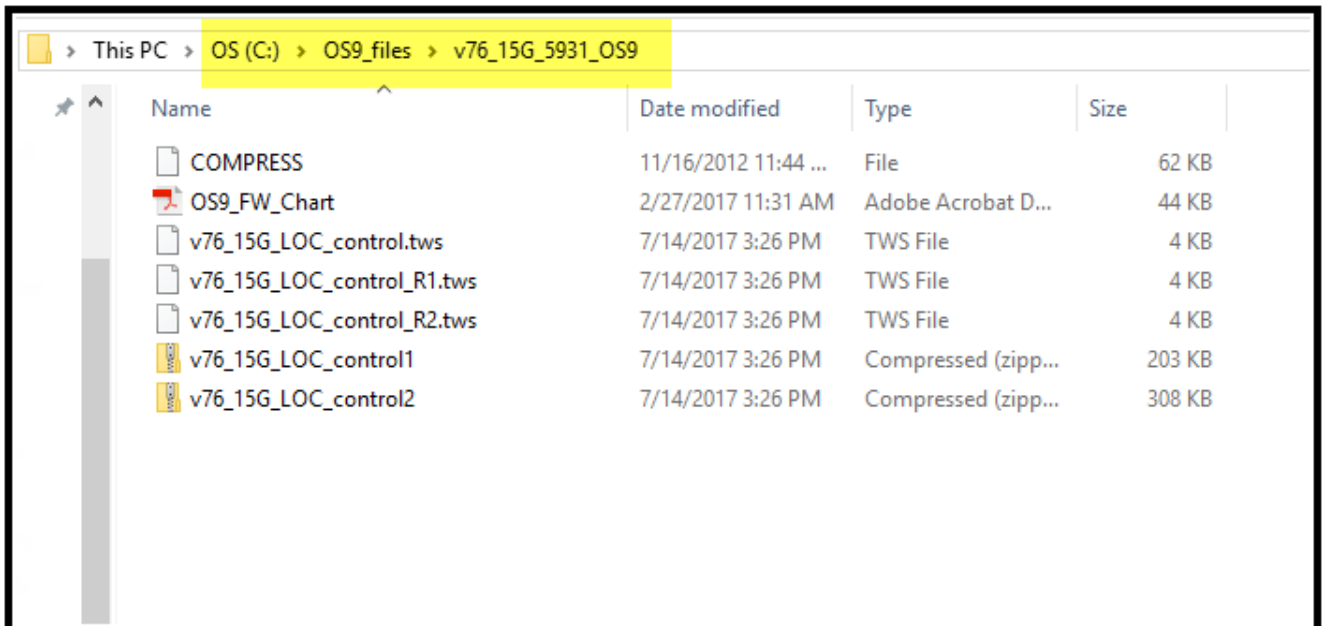 This PC > OS (C:) > OS9_files > v76_15G_5931_OS9
Name Date modified Type Size
COMPRESS 11/16/2012 11:44 ... File 62 KB
OS9_FW_Chart 2/27/2017 11:31 AM Adobe Acrobat D... 44 KB
v76_15G_LOC_control.tws 7/14/2017 3:26 PM TWS File 4 KB
v76_15G_LOC_control_R1.tws 7/14/2017 3:26 PM TWS File 4 KB
v76_15G_LOC_control_R2.tws 7/14/2017 3:26 PM TWS File 4 KB
v76_15G_LOC_control1 7/14/2017 3:26 PM Compressed (zipp... 203 KB
v76_15G_LOC_control2 7/14/2017 3:26 PM Compressed (zipp... 308 KB